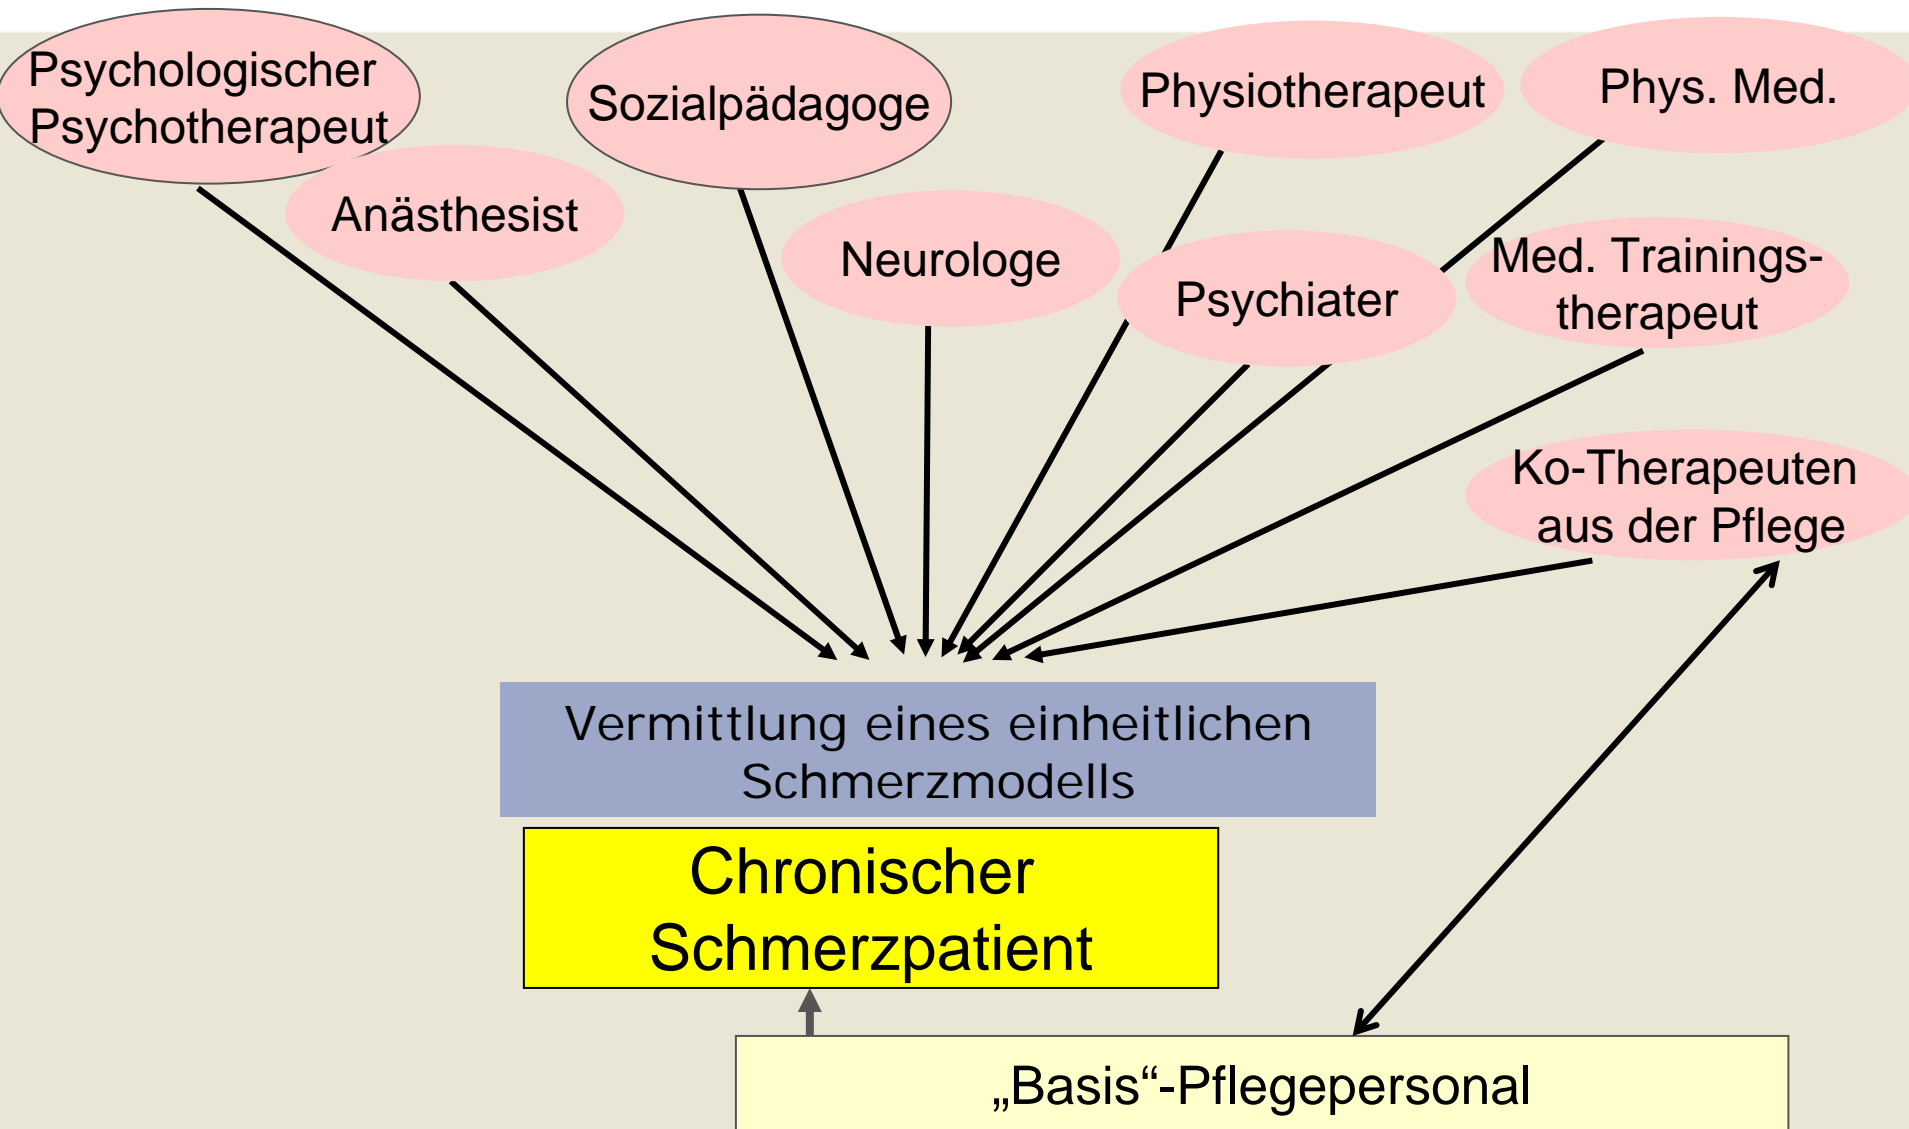 Psychologischer
Psychotherapeut
Sozialpädagoge
Physiotherapeut
Phys. Med.
Anästhesist
Neurologe
Psychiater
Med. Trainings-
therapeut
Ko-Therapeuten
aus der Pflege
Vermittlung eines einheitlichen
Schmerzmodells
Chronischer
Schmerzpatient
„Basis“-Pflegepersonal